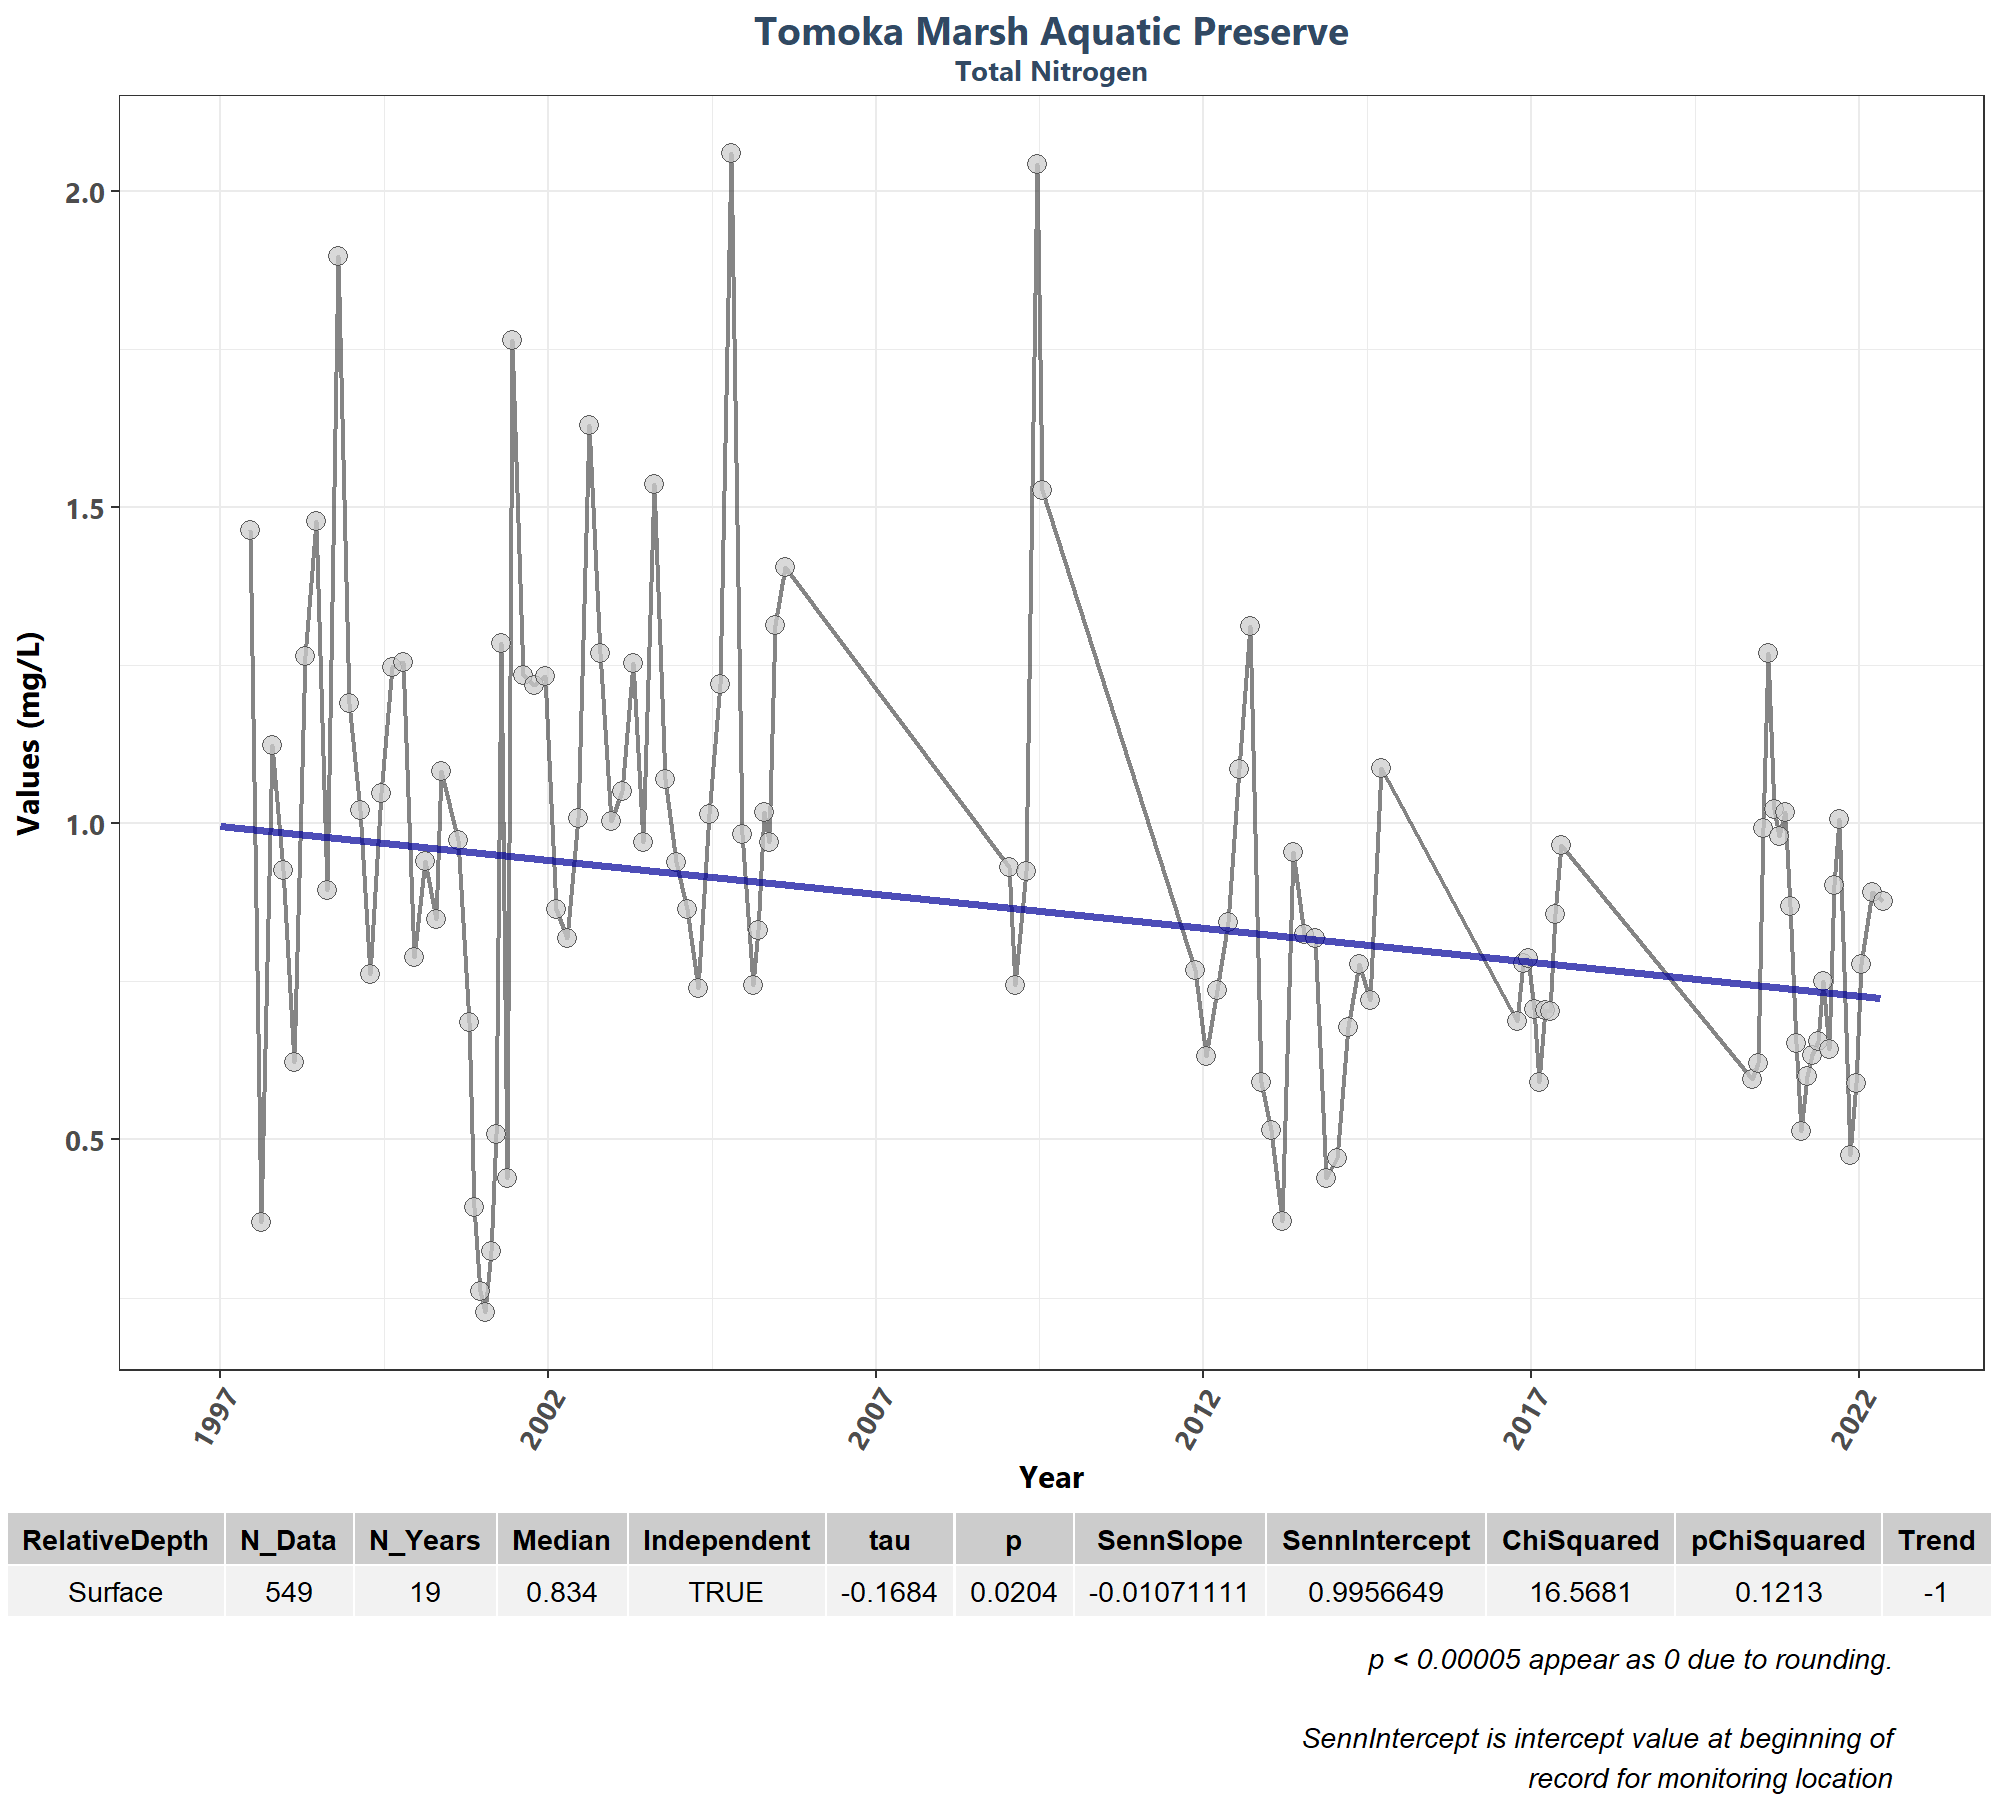 Tomoka Marsh Aquatic Preserve
Total Nitrogen
Values (mg/L)
2.0
1.5
1.0
0.5
1997 2002 2007 2012 2017 2022
Year
RelativeDepth N_Data N_Years Median Independent tau p SennSlope SennIntercept ChiSquared pChiSquared Trend
Surface 549 19 0.834 TRUE -0.1684 0.0204 -0.01071111 0.9956649 16.5681 0.1213 -1
p < 0.00005 appear as 0 due to rounding.
SennIntercept is intercept value at beginning of
record for monitoring location